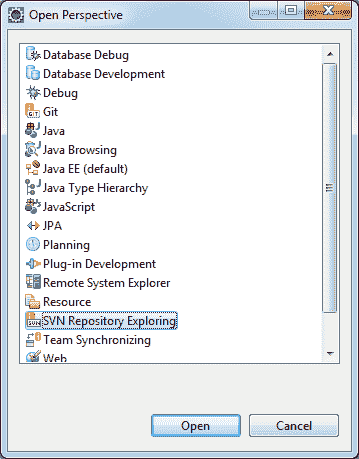 Open Perspective
Database Debug
Database Development
Debug
Git
Java
Java Browsing
Java EE (default)
Java Type Hierarchy
JavaScript
JPA
Planning
Plug-in Development
Remote System Explorer
Resource
SVN Repository Exploring
Team Synchronizing
Web
Open
Cancel